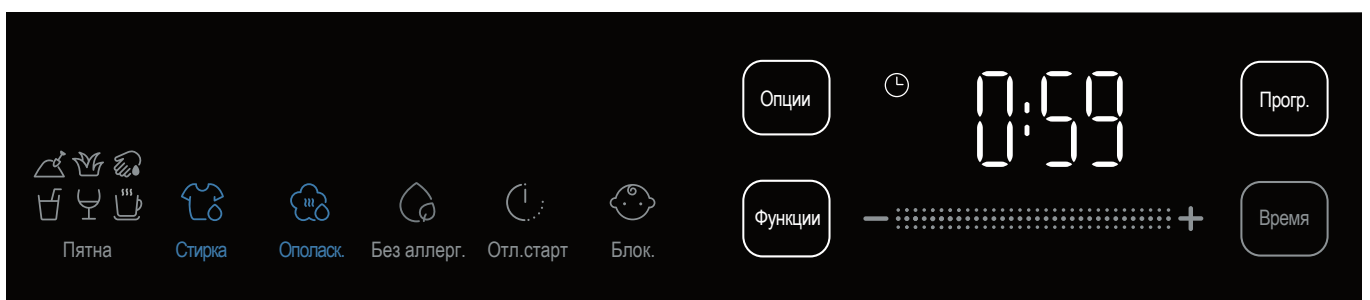 Опции
0:59
Прогр.
Функции
Время
Пятна
Стирка
Ополаск.
Без аллерг.
Отл.старт
Блок.